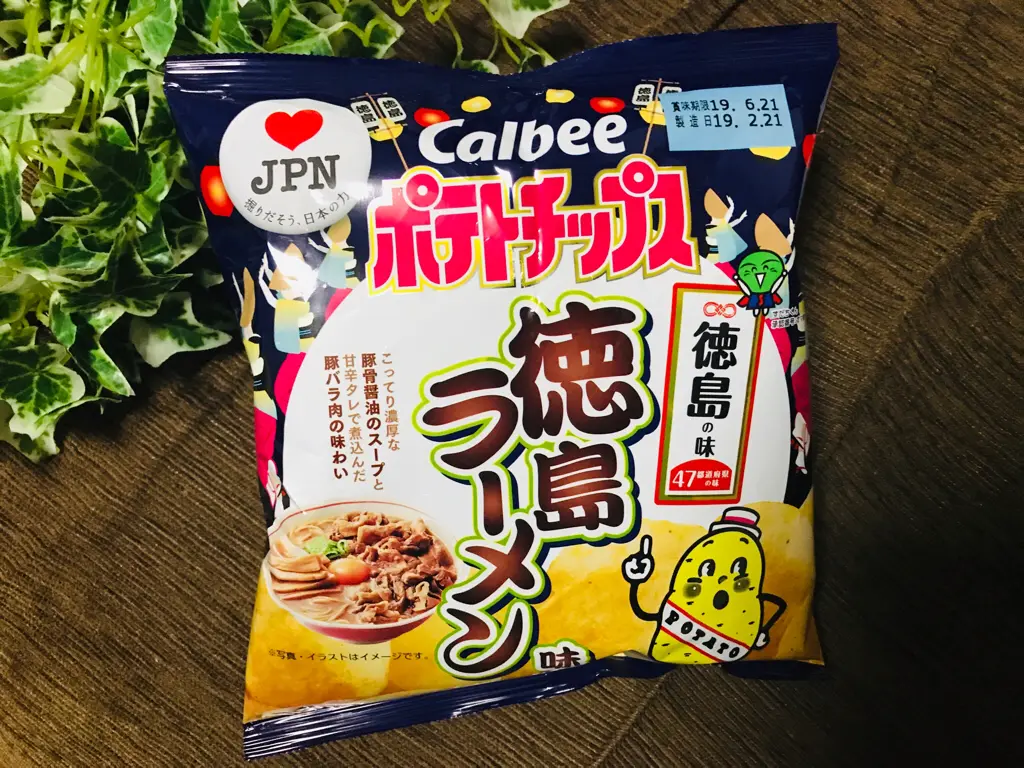 JPN
掘りだそう、日本の力
徳島
徳島
徳島
Calbee
賞味期限19. 6.21
製造日19. 2.21
ポテトチップス
徳島
ラーメン
味
こってり濃厚な
豚骨醤油のスープと
甘辛タレで煮込んだ
豚バラ肉の味わい
徳島の味
47都道府県
の味
POTATO
※写真・イラストはイメージです。